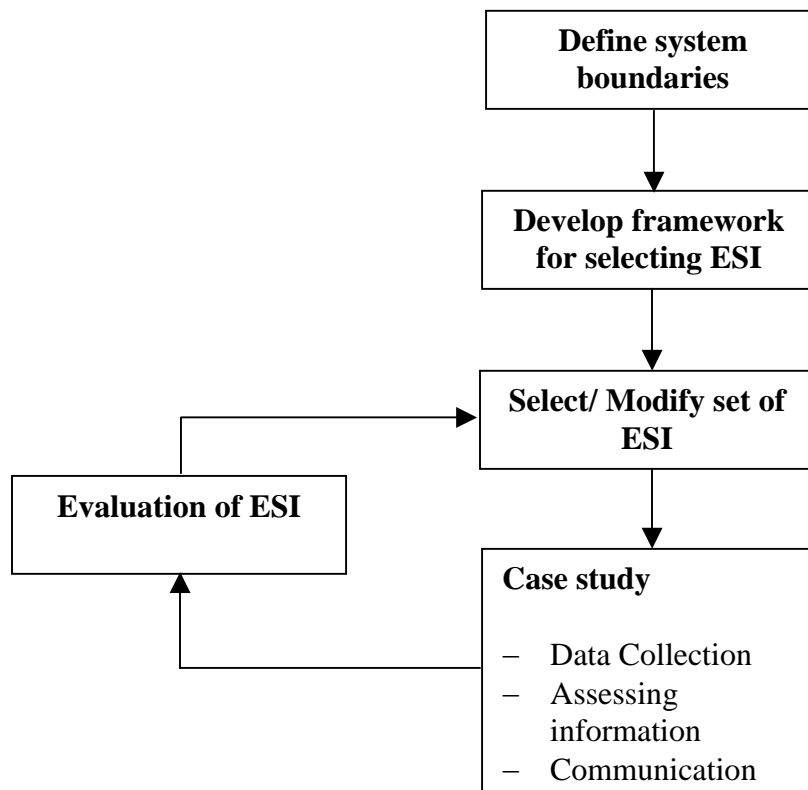 Define system
boundaries
Develop framework
for selecting ESI
Select/ Modify set of
ESI
Evaluation of ESI
Case study
– Data Collection
– Assessing
information
– Communication